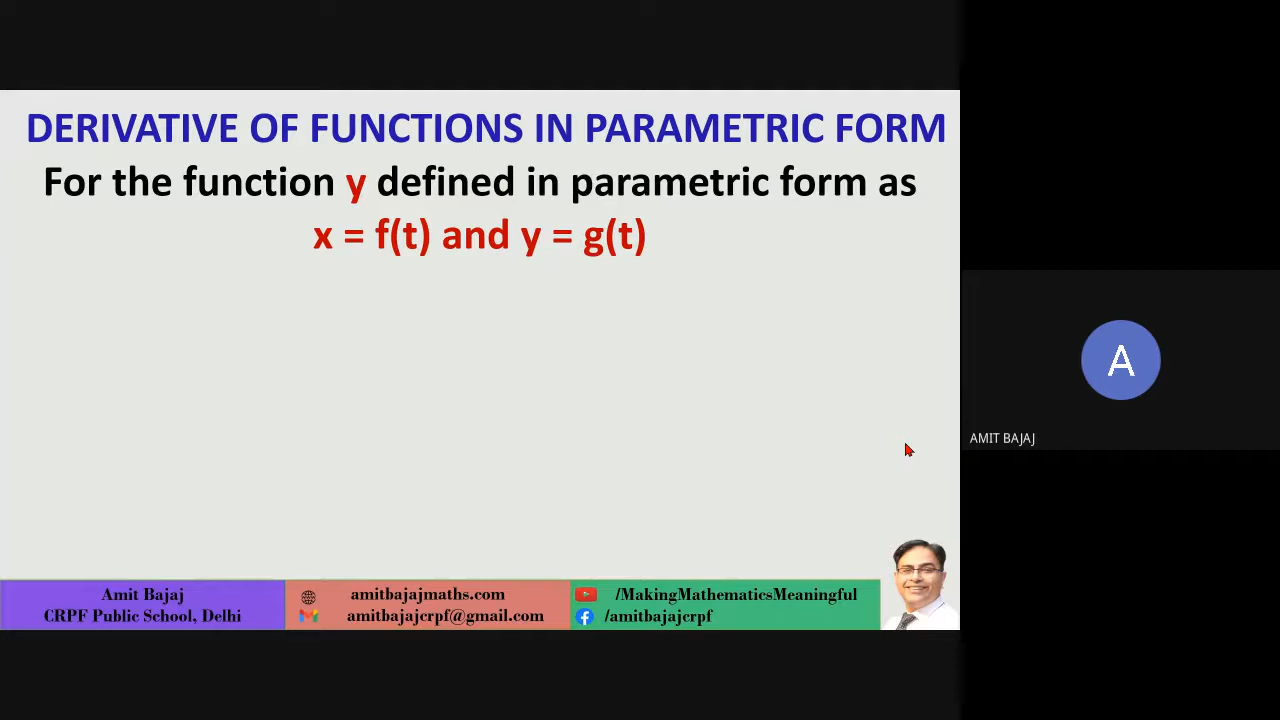 DERIVATIVE OF FUNCTIONS IN PARAMETRIC FORM
For the function y defined in parametric form as
x = f(t) and y = g(t)
A
AMIT BAJAJ
Amit Bajaj
CRPF Public School, Delhi
amitbajajmaths.com
amitbajajcrpf@gmail.com
/MakingMathematicsMeaningful
/amitbajajcrpf